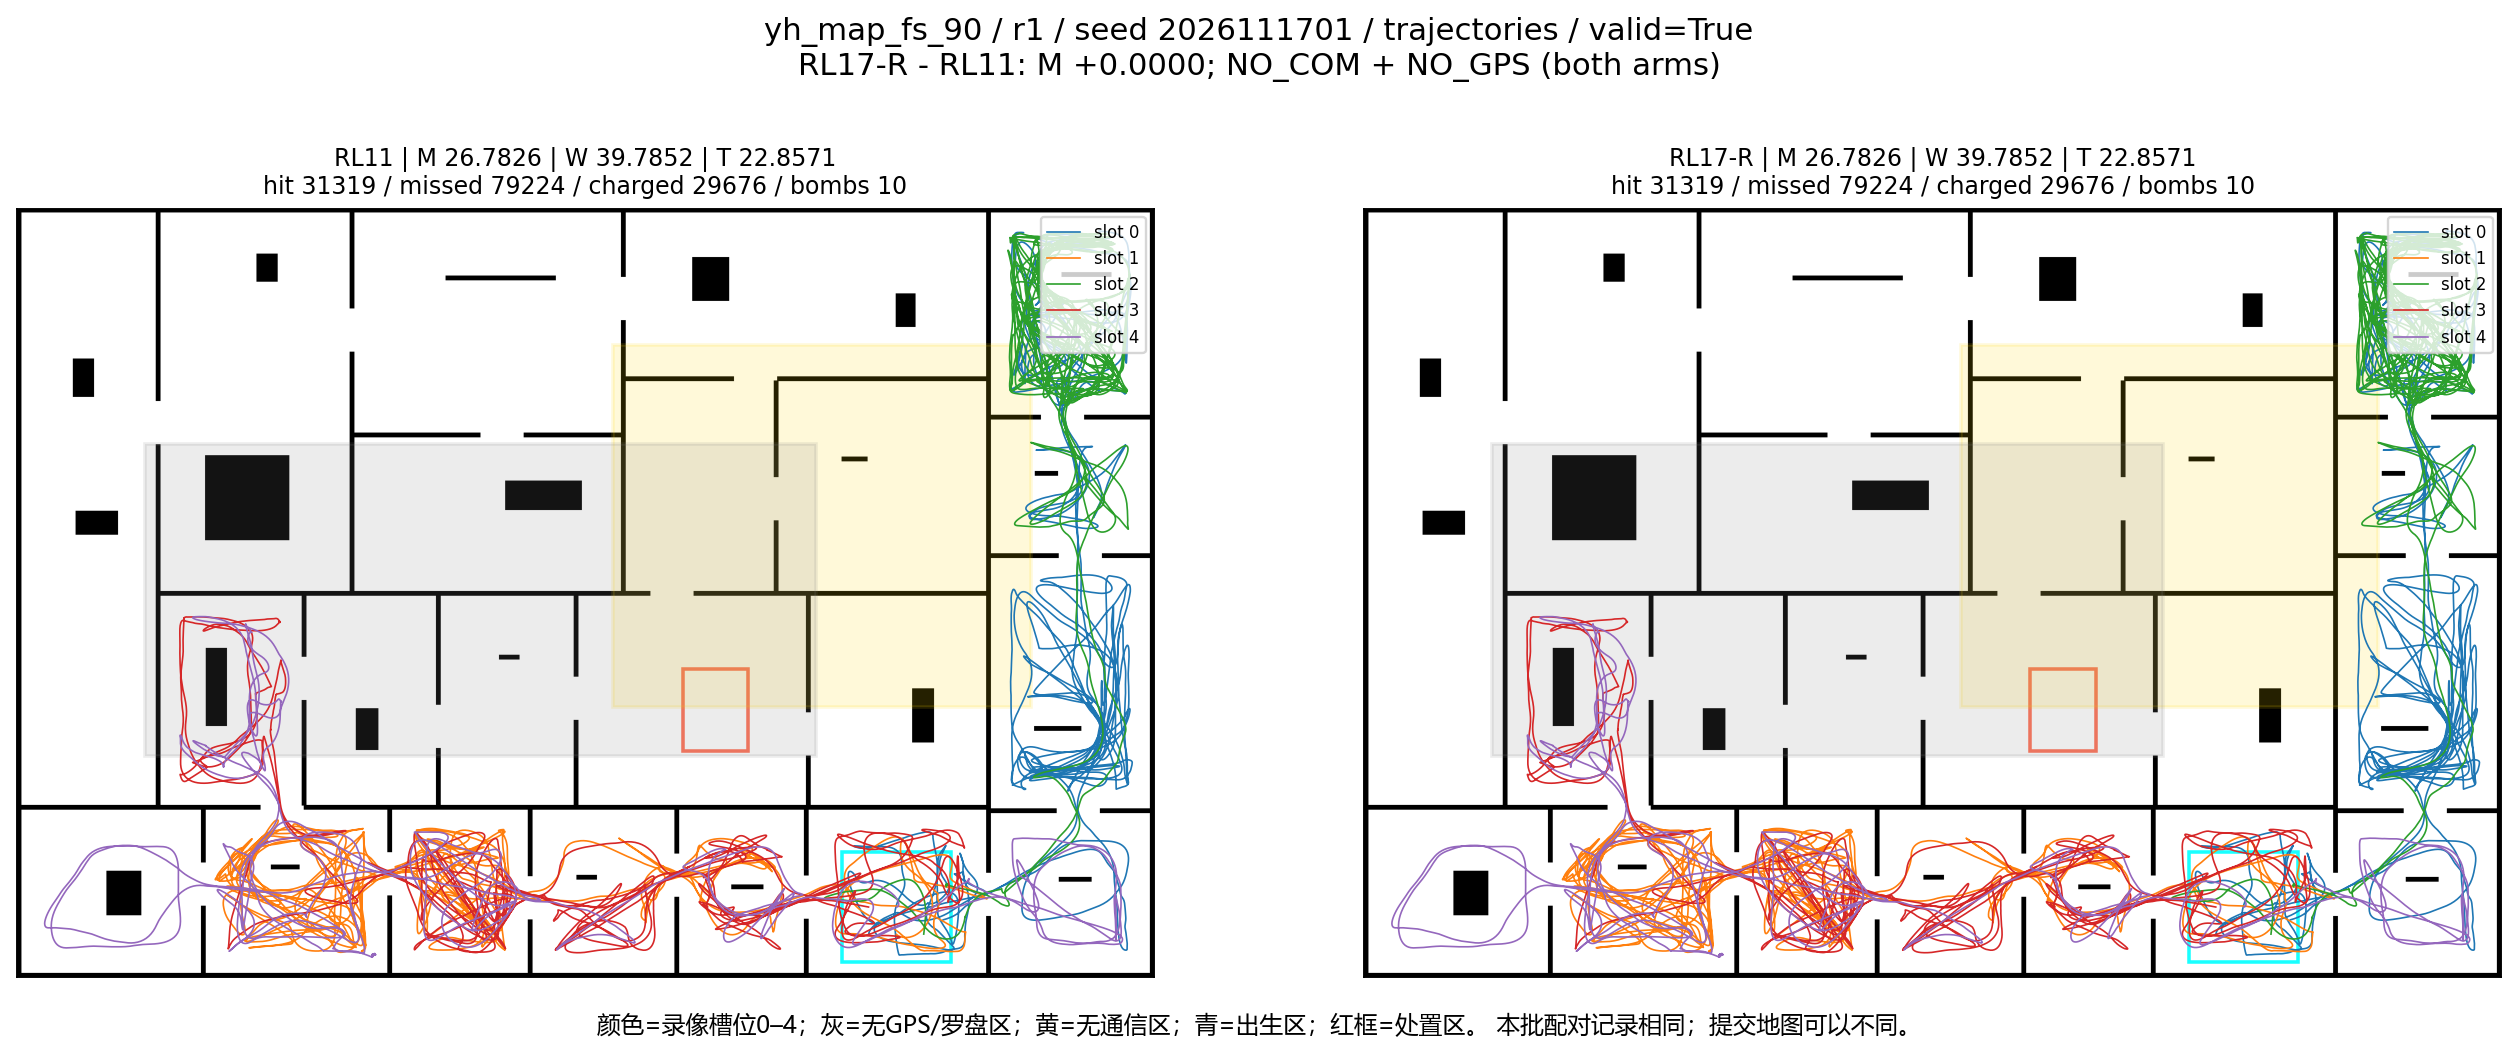 yh_map_fs_90 / r1 / seed 2026111701 / trajectories / valid=True
RL17-R - RL11: M +0.0000; NO_COM + NO_GPS (both arms)
RL11 | M 26.7826 | W 39.7852 | T 22.8571
hit 31319 / missed 79224 / charged 29676 / bombs 10
slot 0
slot 1
slot 2
slot 3
slot 4
RL17-R | M 26.7826 | W 39.7852 | T 22.8571
hit 31319 / missed 79224 / charged 29676 / bombs 10
slot 0
slot 1
slot 2
slot 3
slot 4
颜色=录像槽位0–4；灰=无GPS/罗盘区；黄=无通信区；青=出生区；红框=处置区。 本批配对记录相同；提交地图可以不同。